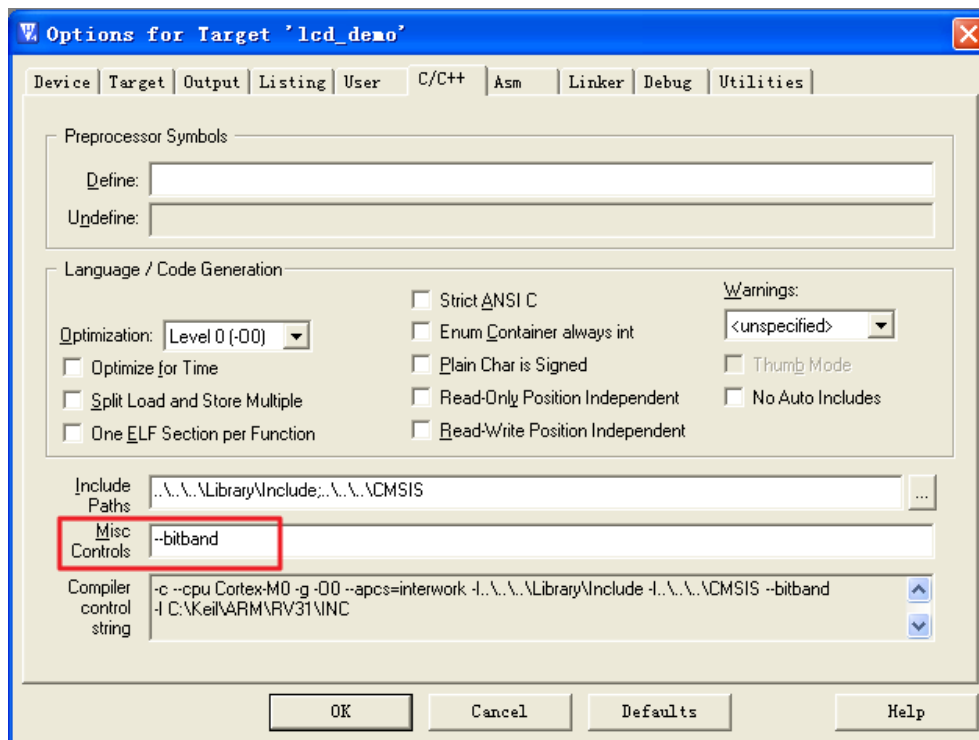 Options for Target 'lcd_demo'
Device Target Output Listing User C/C++ Asm Linker Debug Utilities
Preprocessor Symbols
Define:
Undefine:
Language / Code Generation
Optimization: Level 0 (-O0)
Optimize for Time
Split Load and Store Multiple
One ELF Section per Function
Strict ANSI C
Enum Container always int
Plain Char is Signed
Read-Only Position Independent
Read-Write Position Independent
Warnings:
<unspecified>
Thumb Mode
No Auto Includes
Include
Paths
..\..\..\Library\Include;..\..\..\CMSIS
...
Misc
Controls
--bitband
Compiler
control
string
-c --cpu Cortex-M0 -g -O0 --apcs=interwork -I..\..\..\Library\Include -I..\..\..\CMSIS --bitband
-I C:\Keil\ARM\RV31\INC
OK Cancel Defaults Help